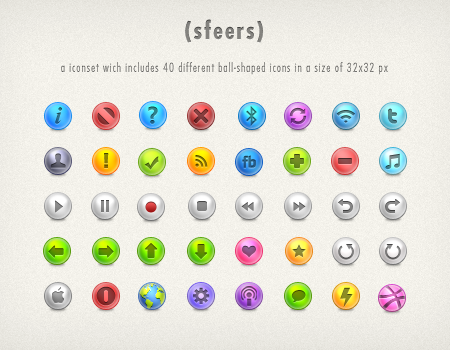 (sfeers)
a iconset wich includes 40 different ball-shaped icons in a size of 32x32 px
i ? t
! fb